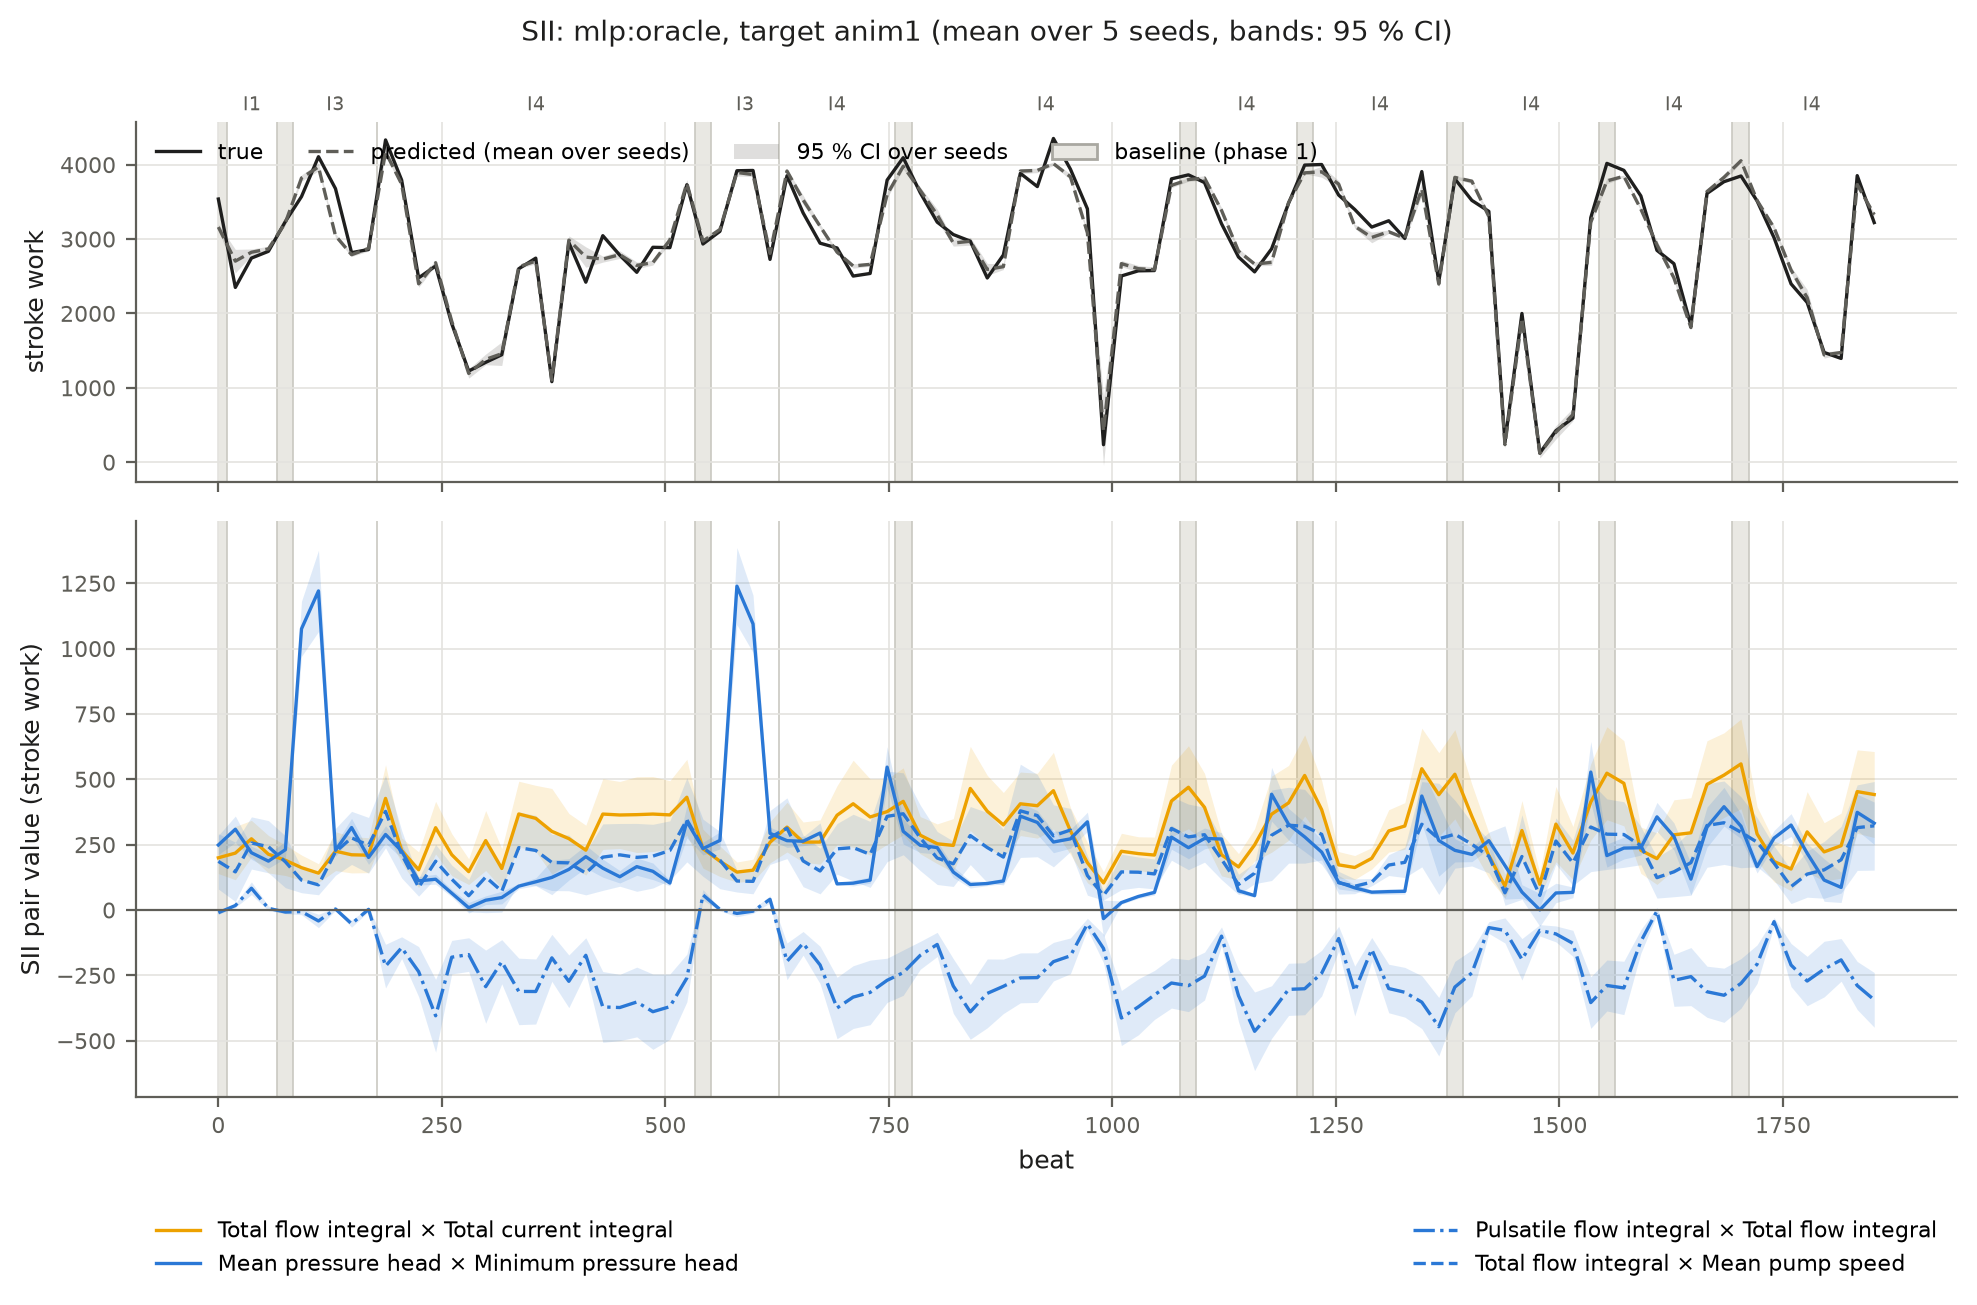 SII: mlp:oracle, target anim1 (mean over 5 seeds, bands: 95 % CI)
I1 I3 I4 I3 I4 I4 I4 I4 I4 I4 I4
true predicted (mean over seeds) 95 % CI over seeds baseline (phase 1)
4000
3000
2000
1000
0
stroke work
1250
1000
750
500
250
0
−250
−500
SII pair value (stroke work)
0 250 500 750 1000 1250 1500 1750
beat
Total flow integral × Total current integral
Mean pressure head × Minimum pressure head
Pulsatile flow integral × Total flow integral
Total flow integral × Mean pump speed